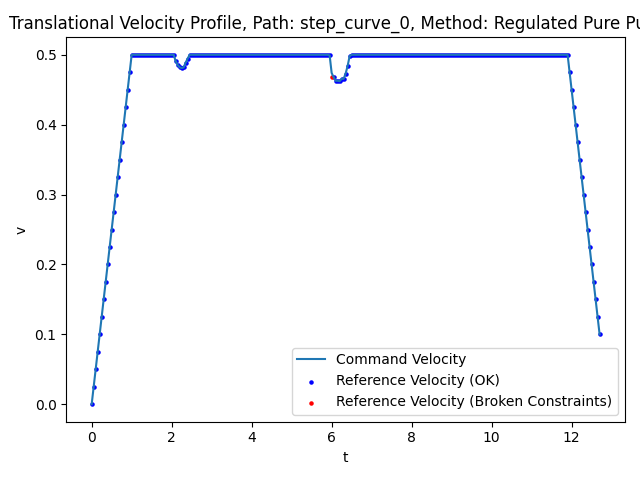 Translational Velocity Profile, Path: step_curve_0, Method: Regulated Pure Pu
0.5
0.4
0.3
0.2
0.1
0.0
v
Command Velocity
Reference Velocity (OK)
Reference Velocity (Broken Constraints)
0 2 4 6 8 10 12
t